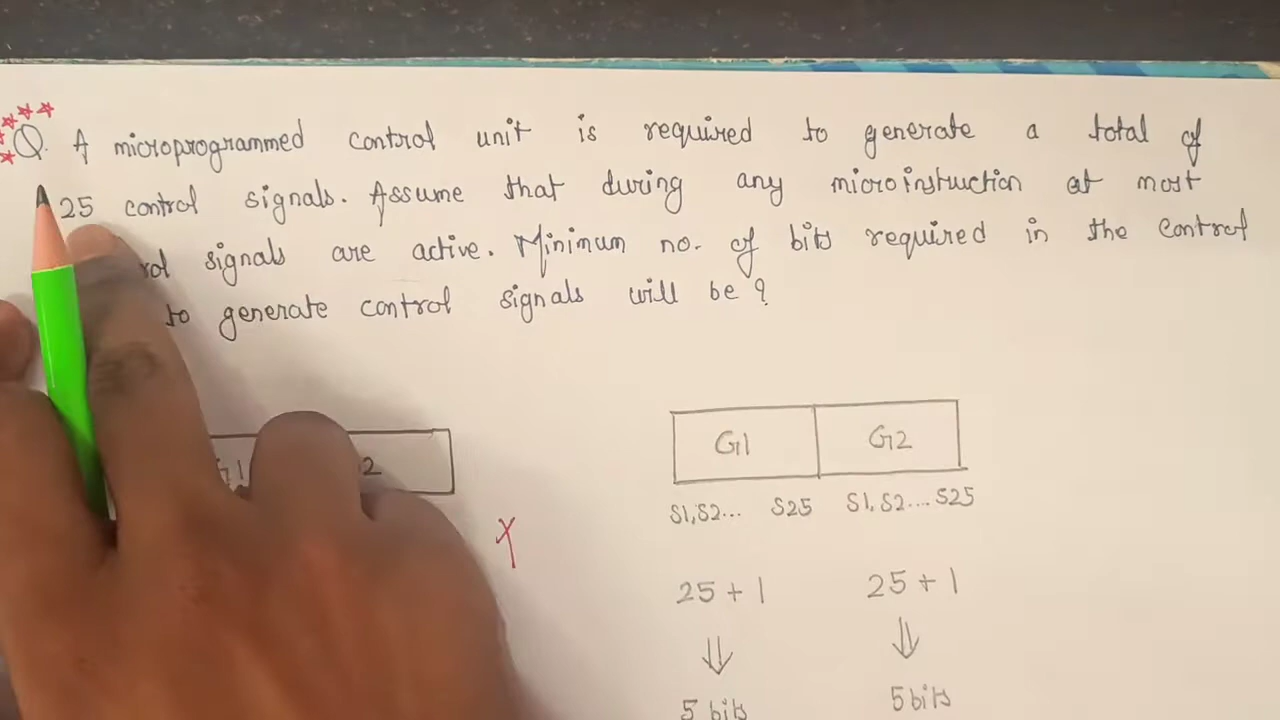 Q. A microprogrammed control unit is required to generate a total of
25 control signals. Assume that during any microinstruction at most
signals are active. Minimum no. of bits required in the control
to generate control signals will be ?
G1 G2
S1, S2... S25 S1, S2.... S25
25 + 1 25 + 1
5 bits 5 bits